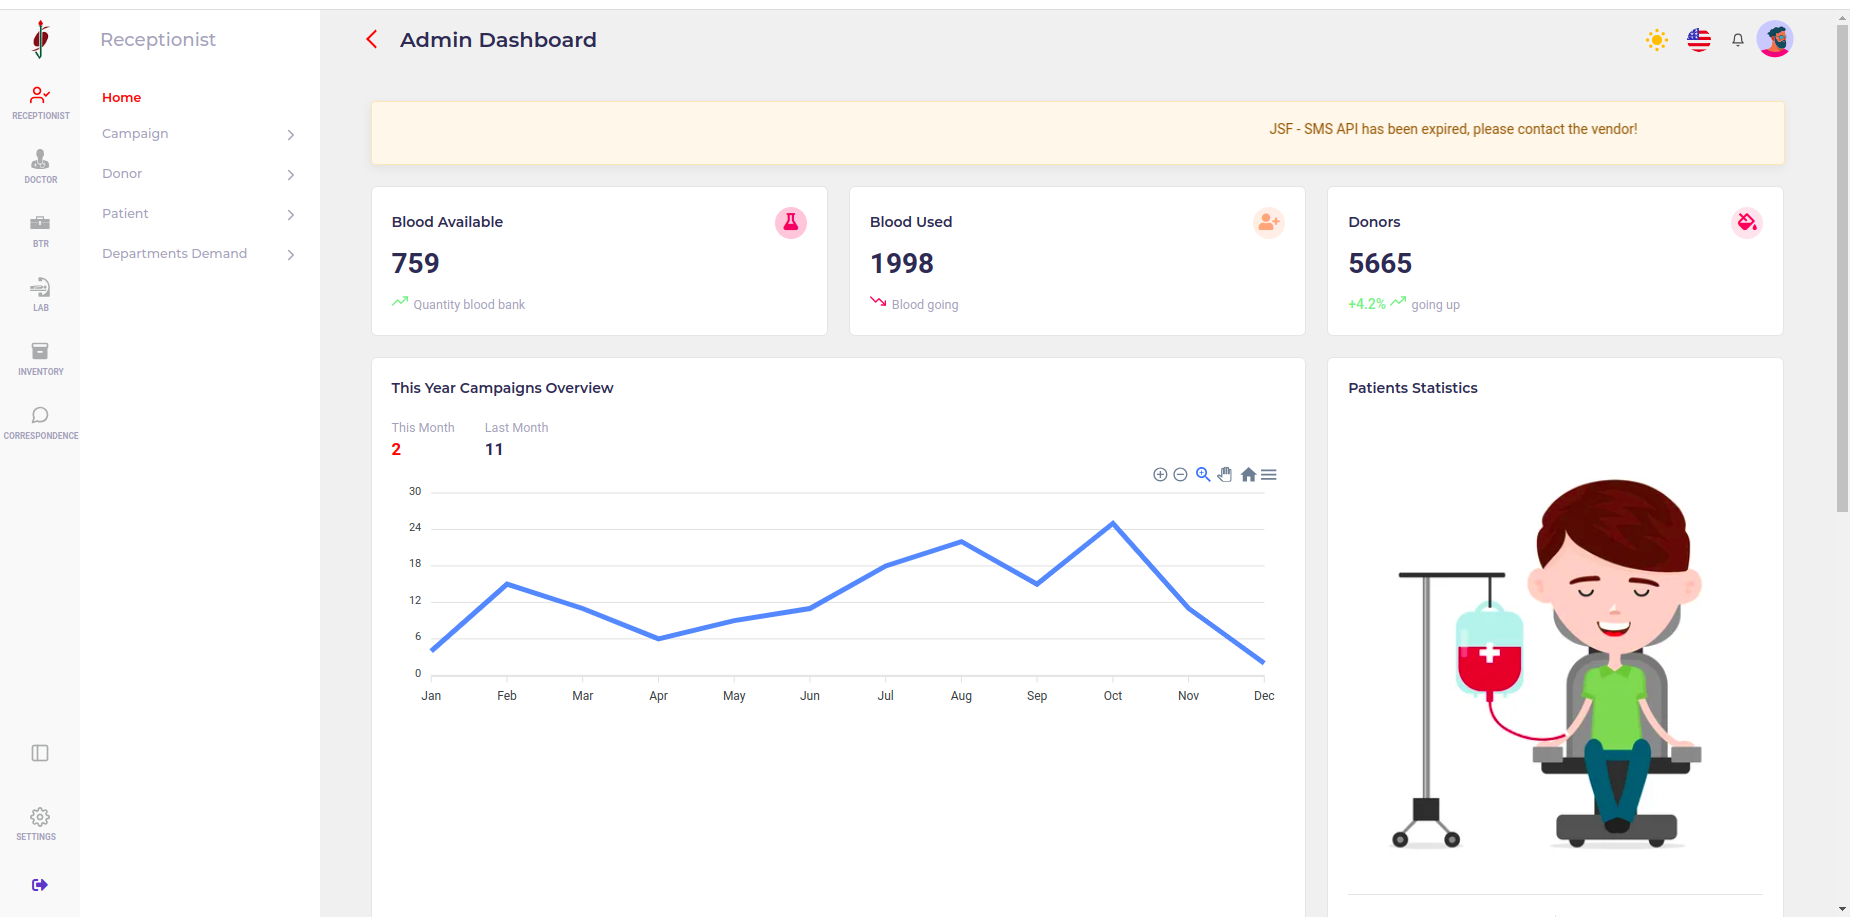 Receptionist
Admin Dashboard
RECEPTIONIST
DOCTOR
BTR
LAB
INVENTORY
CORRESPONDENCE
SETTINGS
Home
Campaign
Donor
Patient
Departments Demand
JSF - SMS API has been expired, please contact the vendor!
Blood Available
759
Quantity blood bank
Blood Used
1998
Blood going
Donors
5665
+4.2% going up
This Year Campaigns Overview
This Month
2
Last Month
11
30
24
18
12
6
0
Jan Feb Mar Apr May Jun Jul Aug Sep Oct Nov Dec
Patients Statistics